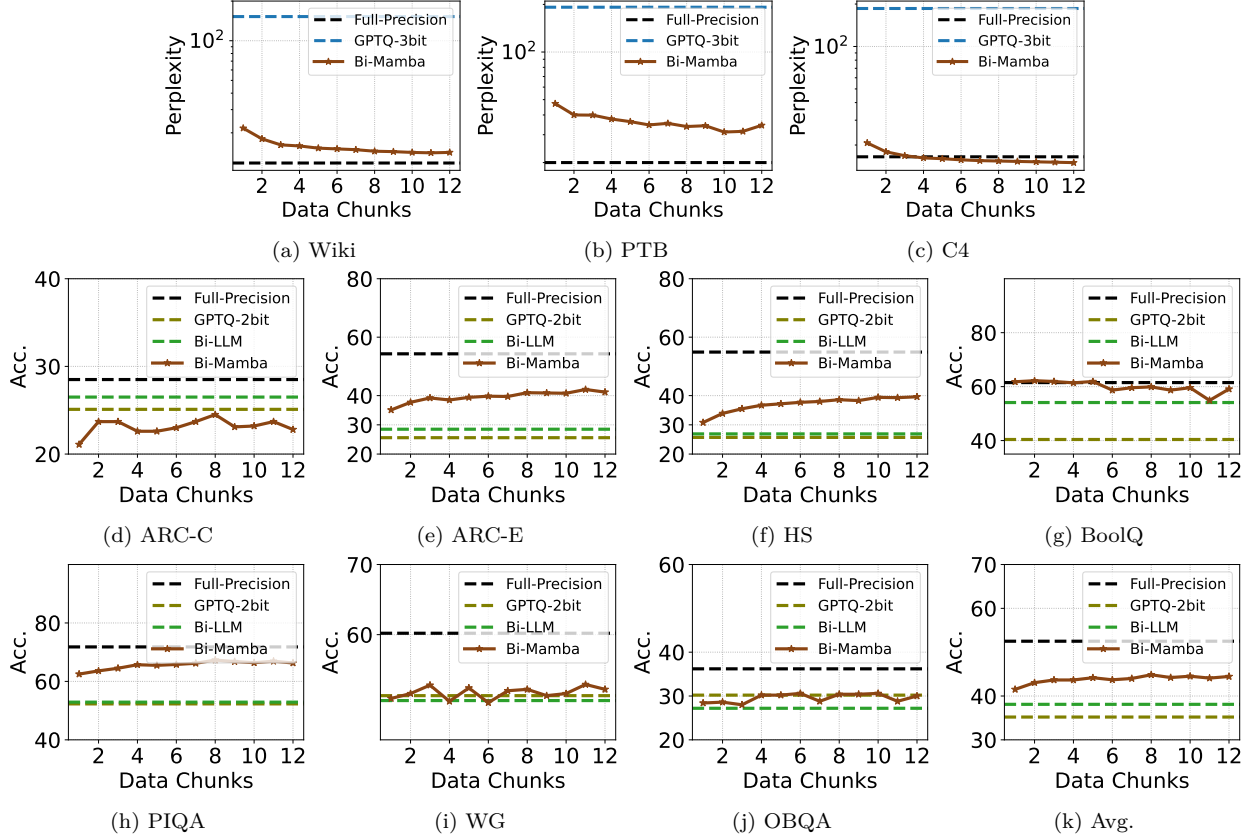 Full-Precision
GPTQ-3bit
Bi-Mamba
10²
Perplexity
2 4 6 8 10 12
Data Chunks
(a) Wiki
Full-Precision
GPTQ-3bit
Bi-Mamba
10²
Perplexity
2 4 6 8 10 12
Data Chunks
(b) PTB
Full-Precision
GPTQ-3bit
Bi-Mamba
10²
Perplexity
2 4 6 8 10 12
Data Chunks
(c) C4
40
30
20
Acc.
Full-Precision
GPTQ-2bit
Bi-LLM
Bi-Mamba
2 4 6 8 10 12
Data Chunks
(d) ARC-C
80
60
40
30
20
Acc.
Full-Precision
GPTQ-2bit
Bi-LLM
Bi-Mamba
2 4 6 8 10 12
Data Chunks
(e) ARC-E
80
60
40
30
20
Acc.
Full-Precision
GPTQ-2bit
Bi-LLM
Bi-Mamba
2 4 6 8 10 12
Data Chunks
(f) HS
80
60
40
Acc.
Full-Precision
GPTQ-2bit
Bi-LLM
Bi-Mamba
2 4 6 8 10 12
Data Chunks
(g) BoolQ
80
60
40
Acc.
Full-Precision
GPTQ-2bit
Bi-LLM
Bi-Mamba
2 4 6 8 10 12
Data Chunks
(h) PIQA
70
60
Acc.
Full-Precision
GPTQ-2bit
Bi-LLM
Bi-Mamba
2 4 6 8 10 12
Data Chunks
(i) WG
60
40
30
20
Acc.
Full-Precision
GPTQ-2bit
Bi-LLM
Bi-Mamba
2 4 6 8 10 12
Data Chunks
(j) OBQA
70
60
40
30
Acc.
Full-Precision
GPTQ-2bit
Bi-LLM
Bi-Mamba
2 4 6 8 10 12
Data Chunks
(k) Avg.